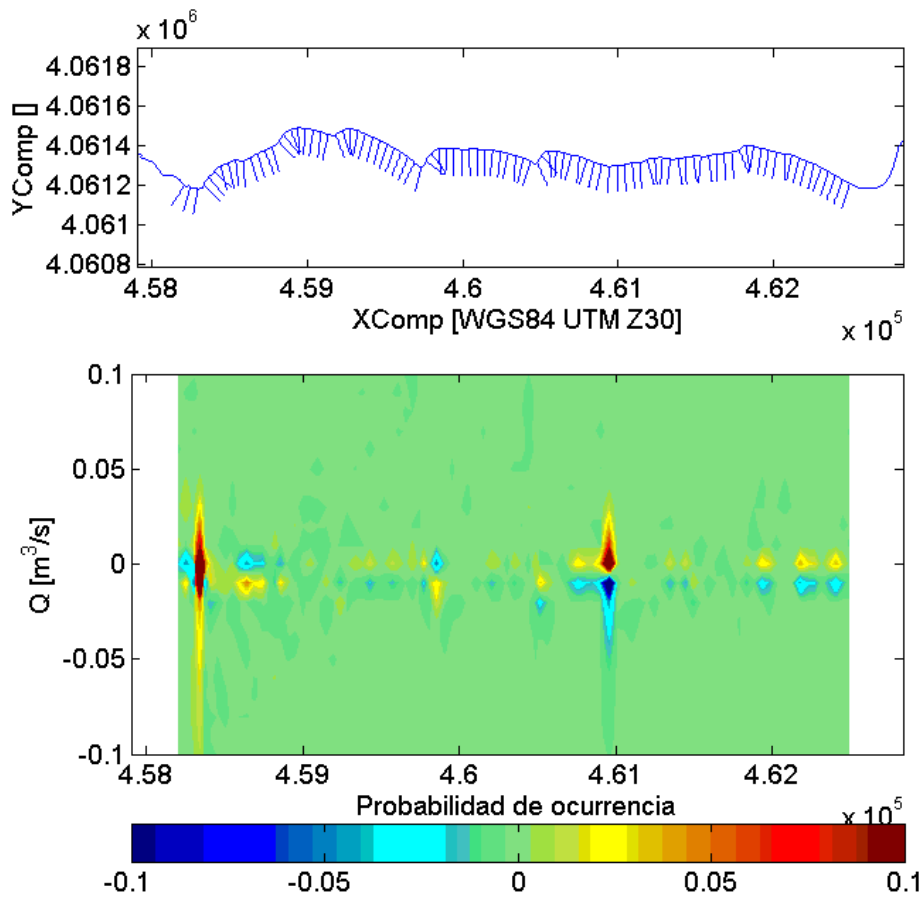 x 10^6
4.0618
4.0616
4.0614
4.0612
4.061
4.0608
YComp []
4.58 4.59 4.6 4.61 4.62
XComp [WGS84 UTM Z30]
x 10^5
0.1
0.05
0
-0.05
-0.1
Q [m^3/s]
4.58 4.59 4.6 4.61 4.62
Probabilidad de ocurrencia
x 10^5
-0.1 -0.05 0 0.05 0.1